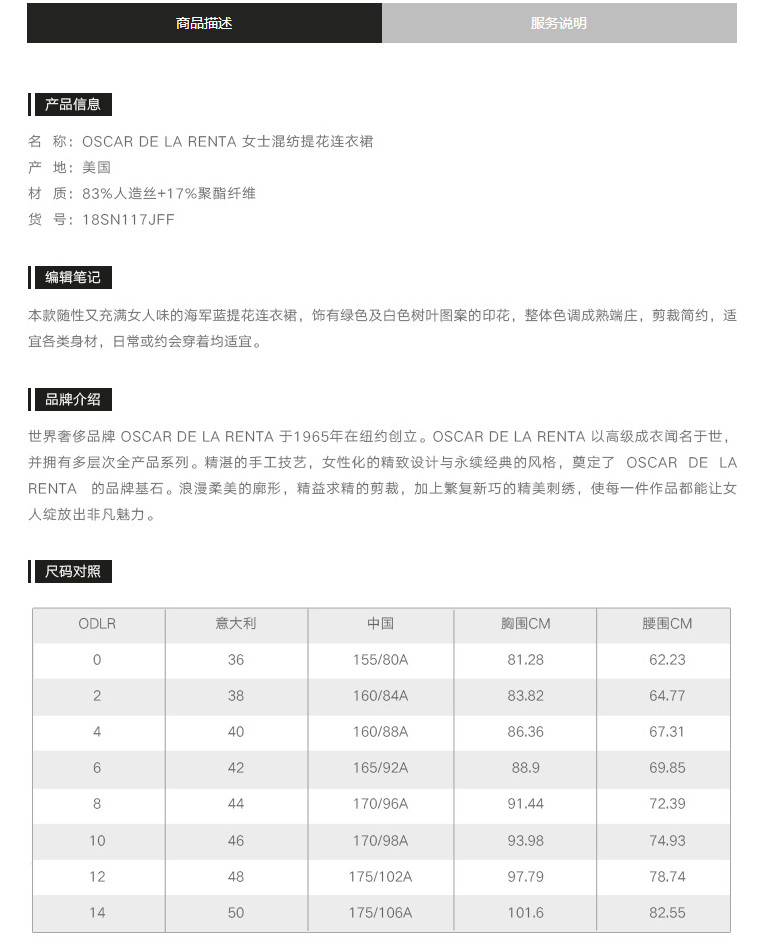 商品描述 服务说明
产品信息
名 称：OSCAR DE LA RENTA 女士混纺提花连衣裙
产 地：美国
材 质：83%人造丝+17%聚酯纤维
货 号：18SN117JFF
编辑笔记
本款随性又充满女人味的海军蓝提花连衣裙，饰有绿色及白色树叶图案的印花，整体色调成熟端庄，剪裁简约，适
宜各类身材，日常或约会穿着均适宜。
品牌介绍
世界奢侈品牌 OSCAR DE LA RENTA 于1965年在纽约创立。OSCAR DE LA RENTA 以高级成衣闻名于世，
并拥有多层次全产品系列。精湛的手工技艺，女性化的精致设计与永续经典的风格，奠定了 OSCAR DE LA
RENTA 的品牌基石。浪漫柔美的廓形，精益求精的剪裁，加上繁复新巧的精美刺绣，使每一件作品都能让女
人绽放出非凡魅力。
尺码对照
ODLR 意大利 中国 胸围CM 腰围CM
0 36 155/80A 81.28 62.23
2 38 160/84A 83.82 64.77
4 40 160/88A 86.36 67.31
6 42 165/92A 88.9 69.85
8 44 170/96A 91.44 72.39
10 46 170/98A 93.98 74.93
12 48 175/102A 97.79 78.74
14 50 175/106A 101.6 82.55